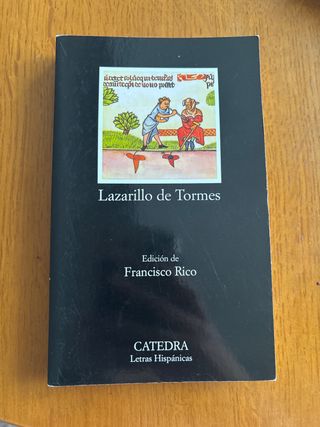 Lazarillo de Tormes
Edición de
Francisco Rico
CATEDRA
Letras Hispánicas